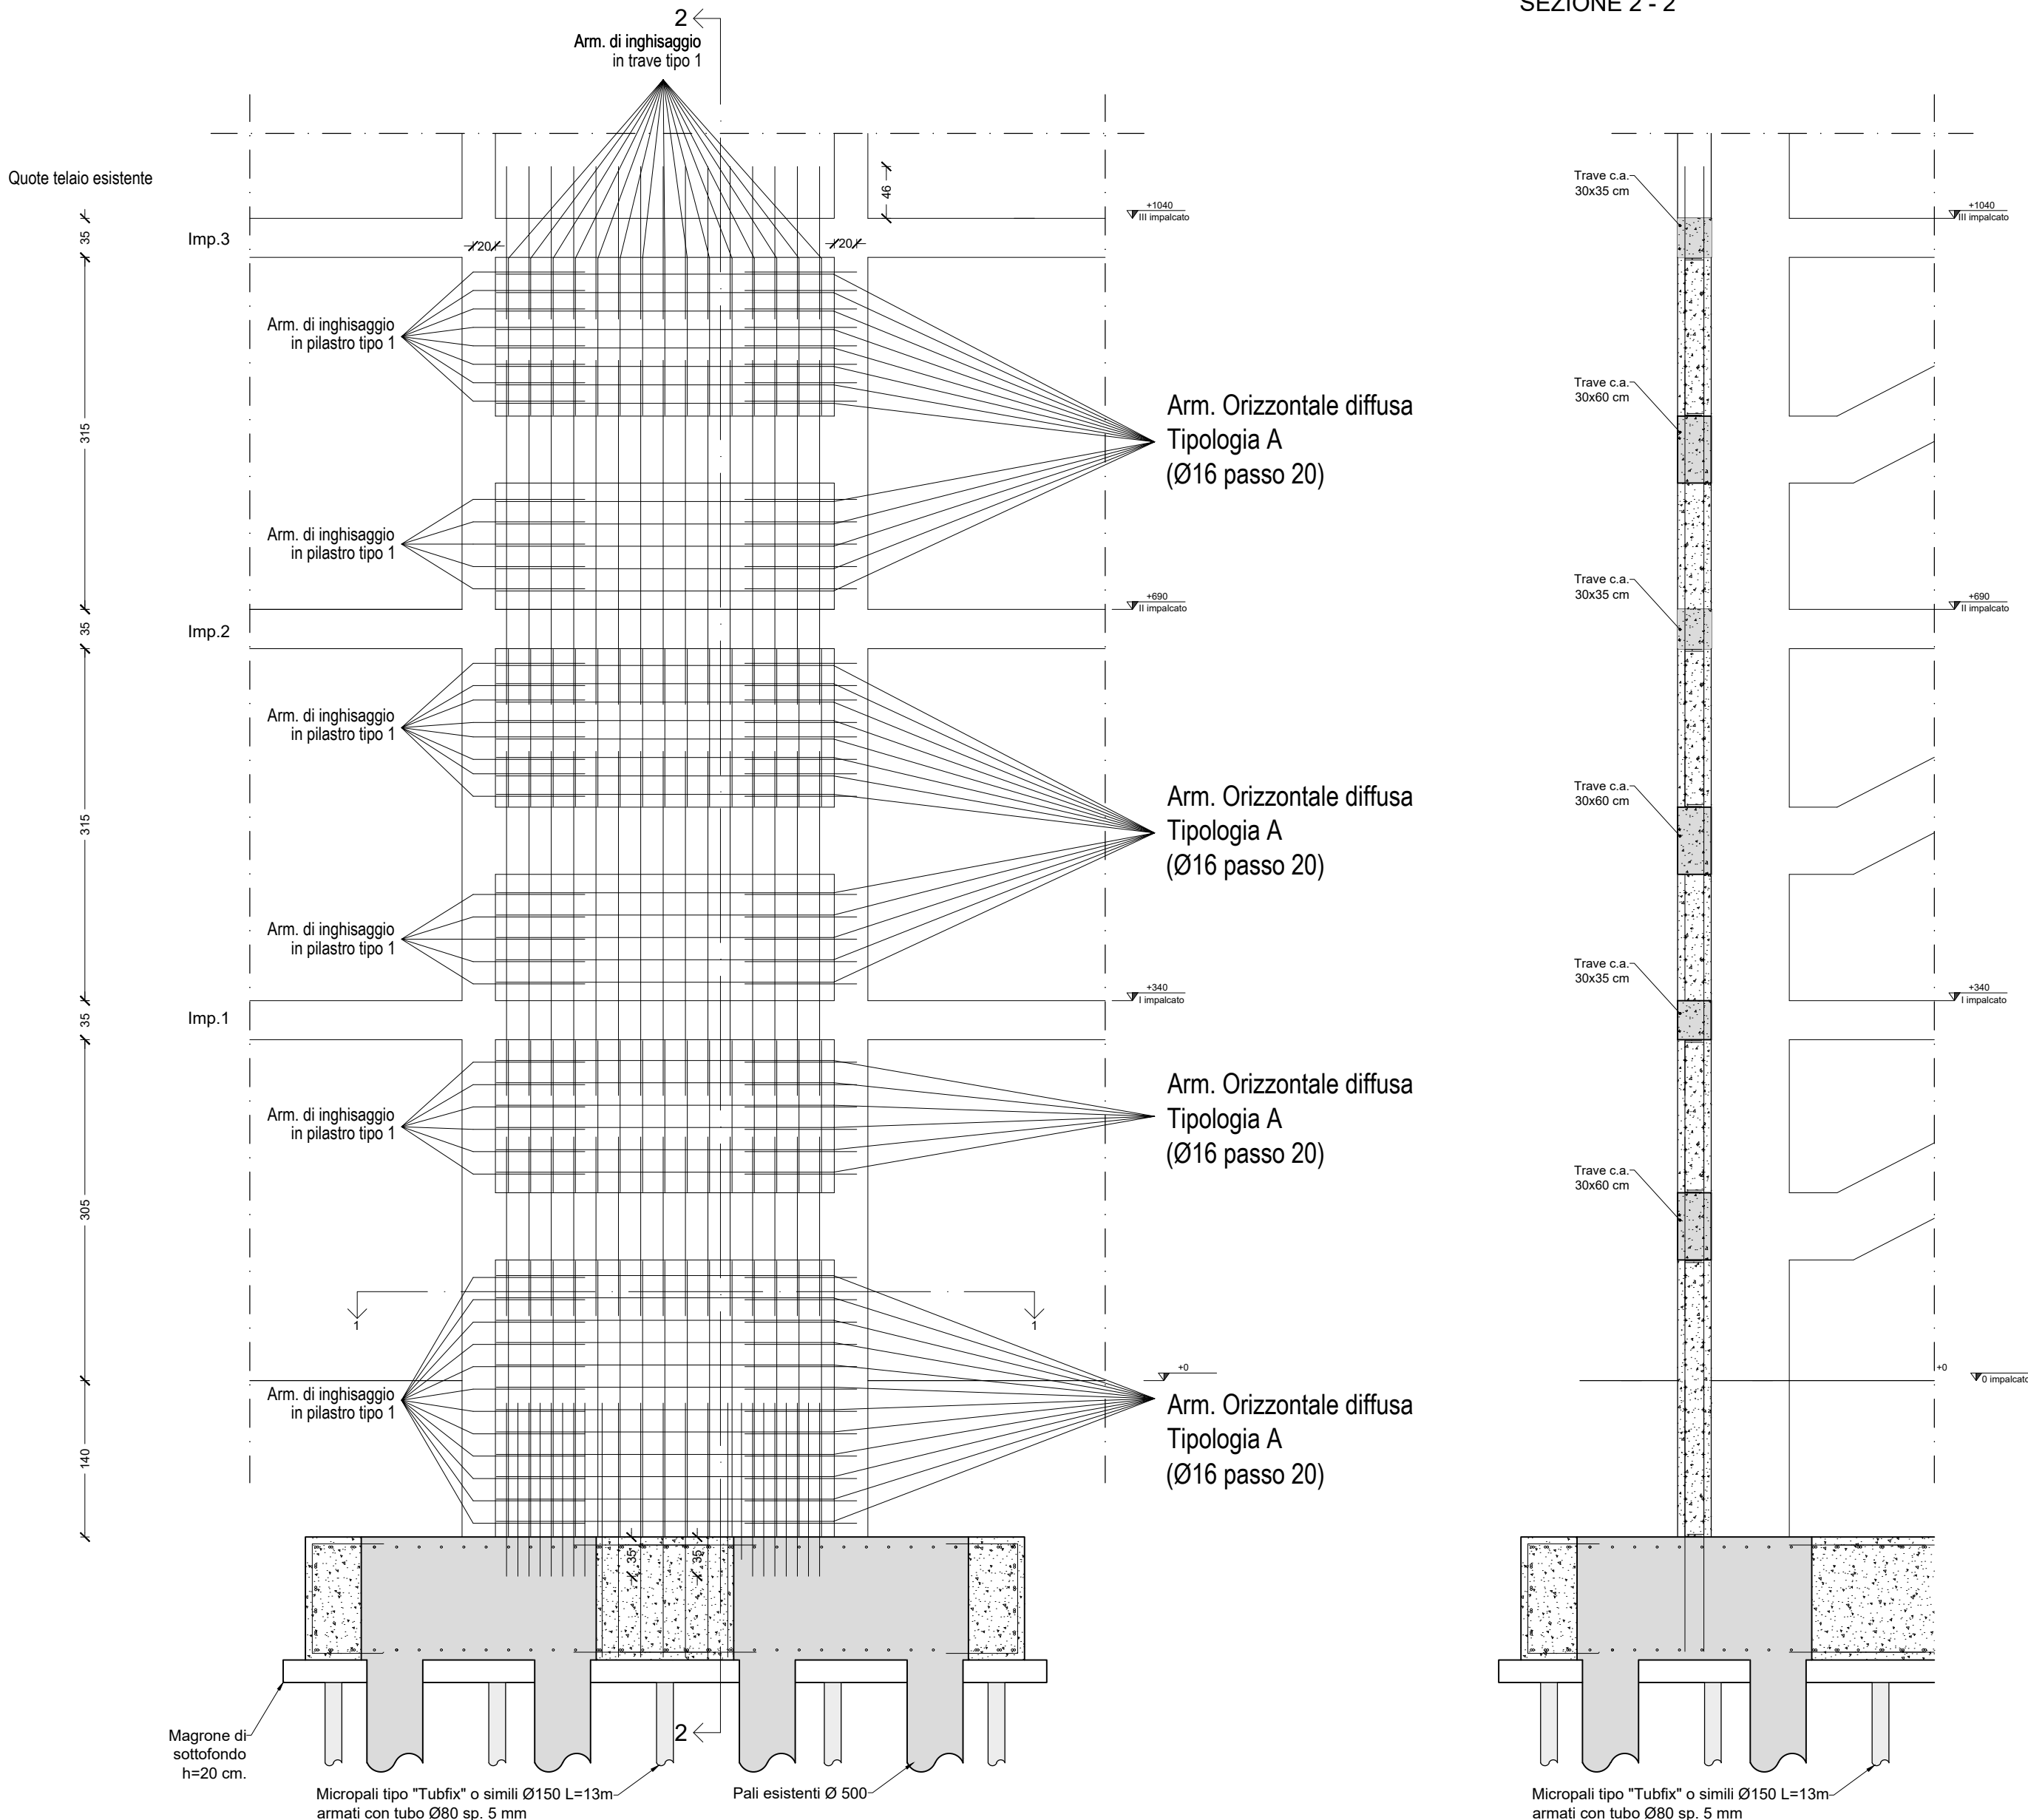 SEZIONE 2 - 2
2
Arm. di inghisaggio
in trave tipo 1
Quote telaio esistente
46
+1040
III impalcato
35
Imp.3
20
20
Arm. di inghisaggio
in pilastro tipo 1
315
Arm. Orizzontale diffusa
Tipologia A
(Ø16 passo 20)
Arm. di inghisaggio
in pilastro tipo 1
+690
II impalcato
35
Imp.2
Arm. di inghisaggio
in pilastro tipo 1
315
Arm. Orizzontale diffusa
Tipologia A
(Ø16 passo 20)
Arm. di inghisaggio
in pilastro tipo 1
+340
I impalcato
35
Imp.1
Arm. di inghisaggio
in pilastro tipo 1
Arm. Orizzontale diffusa
Tipologia A
(Ø16 passo 20)
305
1
1
+0
Arm. di inghisaggio
in pilastro tipo 1
Arm. Orizzontale diffusa
Tipologia A
(Ø16 passo 20)
140
35
35
2
Magrone di
sottofondo
h=20 cm.
Micropali tipo "Tubfix" o simili Ø150 L=13m
armati con tubo Ø80 sp. 5 mm
Pali esistenti Ø 500
Trave c.a.
30x35 cm
+1040
III impalcato
Trave c.a.
30x60 cm
Trave c.a.
30x35 cm
+690
II impalcato
Trave c.a.
30x60 cm
Trave c.a.
30x35 cm
+340
I impalcato
Trave c.a.
30x60 cm
+0
0 impalcato
Micropali tipo "Tubfix" o simili Ø150 L=13m
armati con tubo Ø80 sp. 5 mm